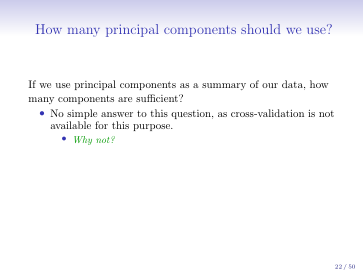 How many principal components should we use?
If we use principal components as a summary of our data, how
many components are sufficient?
• No simple answer to this question, as cross-validation is not
available for this purpose.
• Why not?
22 / 50